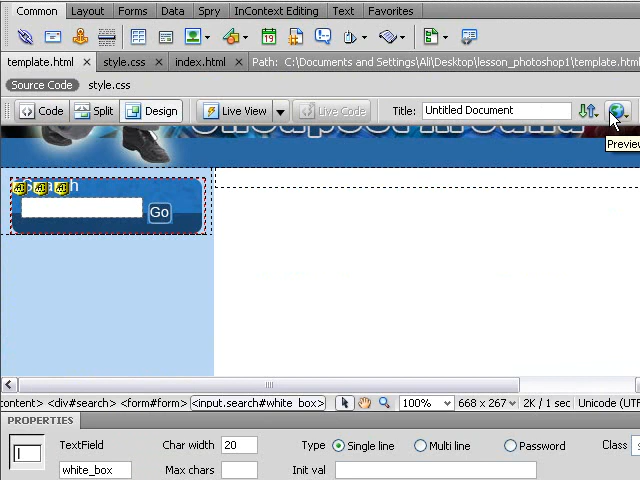 Common Layout Forms Data Spry InContext Editing Text Favorites
template.html × style.css × index.html × Path: C:\Documents and Settings\Ali\Desktop\lesson_photoshop1\template.html
Source Code style.css
Code Split Design Live View Live Code Title: Untitled Document
Cheapest Around
Preview
Search
Go
content> <div#search> <form#form> <input.search#white_box> 100% 668 x 267 2K / 1 sec Unicode (UTF
PROPERTIES
TextField Char width 20 Type Single line Multi line Password Class
white_box Max chars Init val